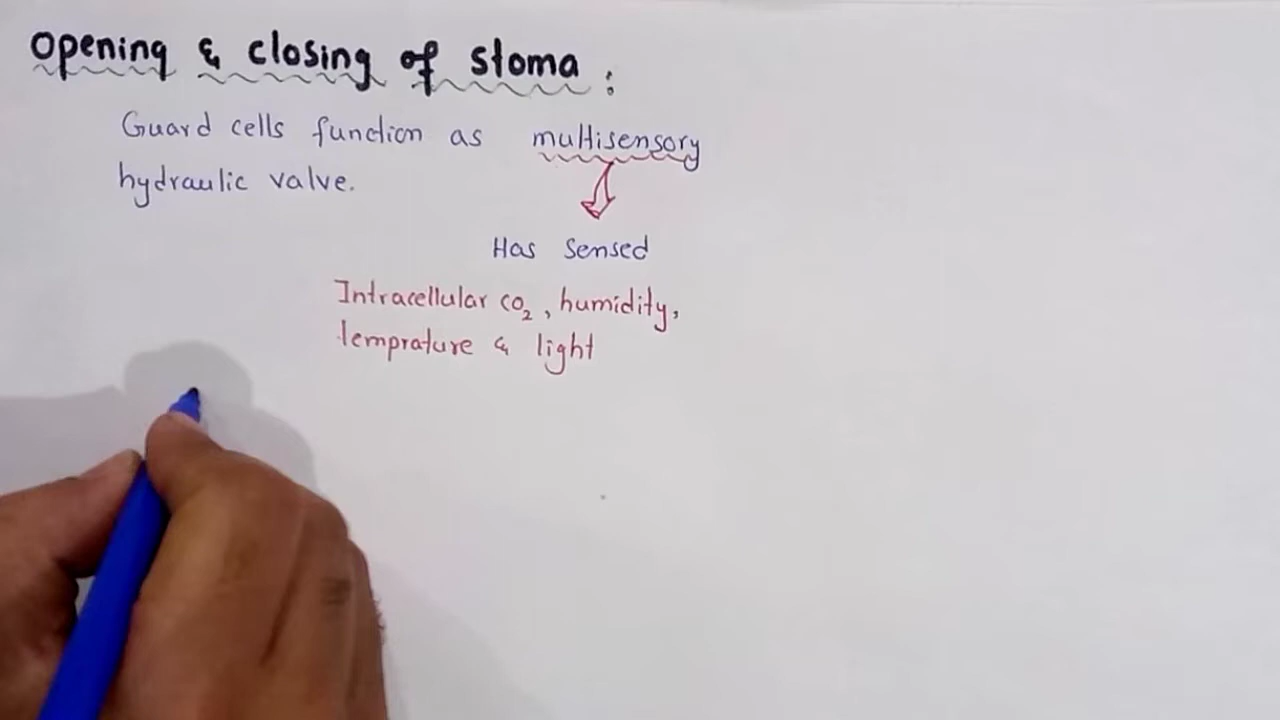 Opening & closing of stoma :
Guard cells function as multisensory
hydraulic valve.
Has sensed
Intracellular co₂, humidity,
temprature & light